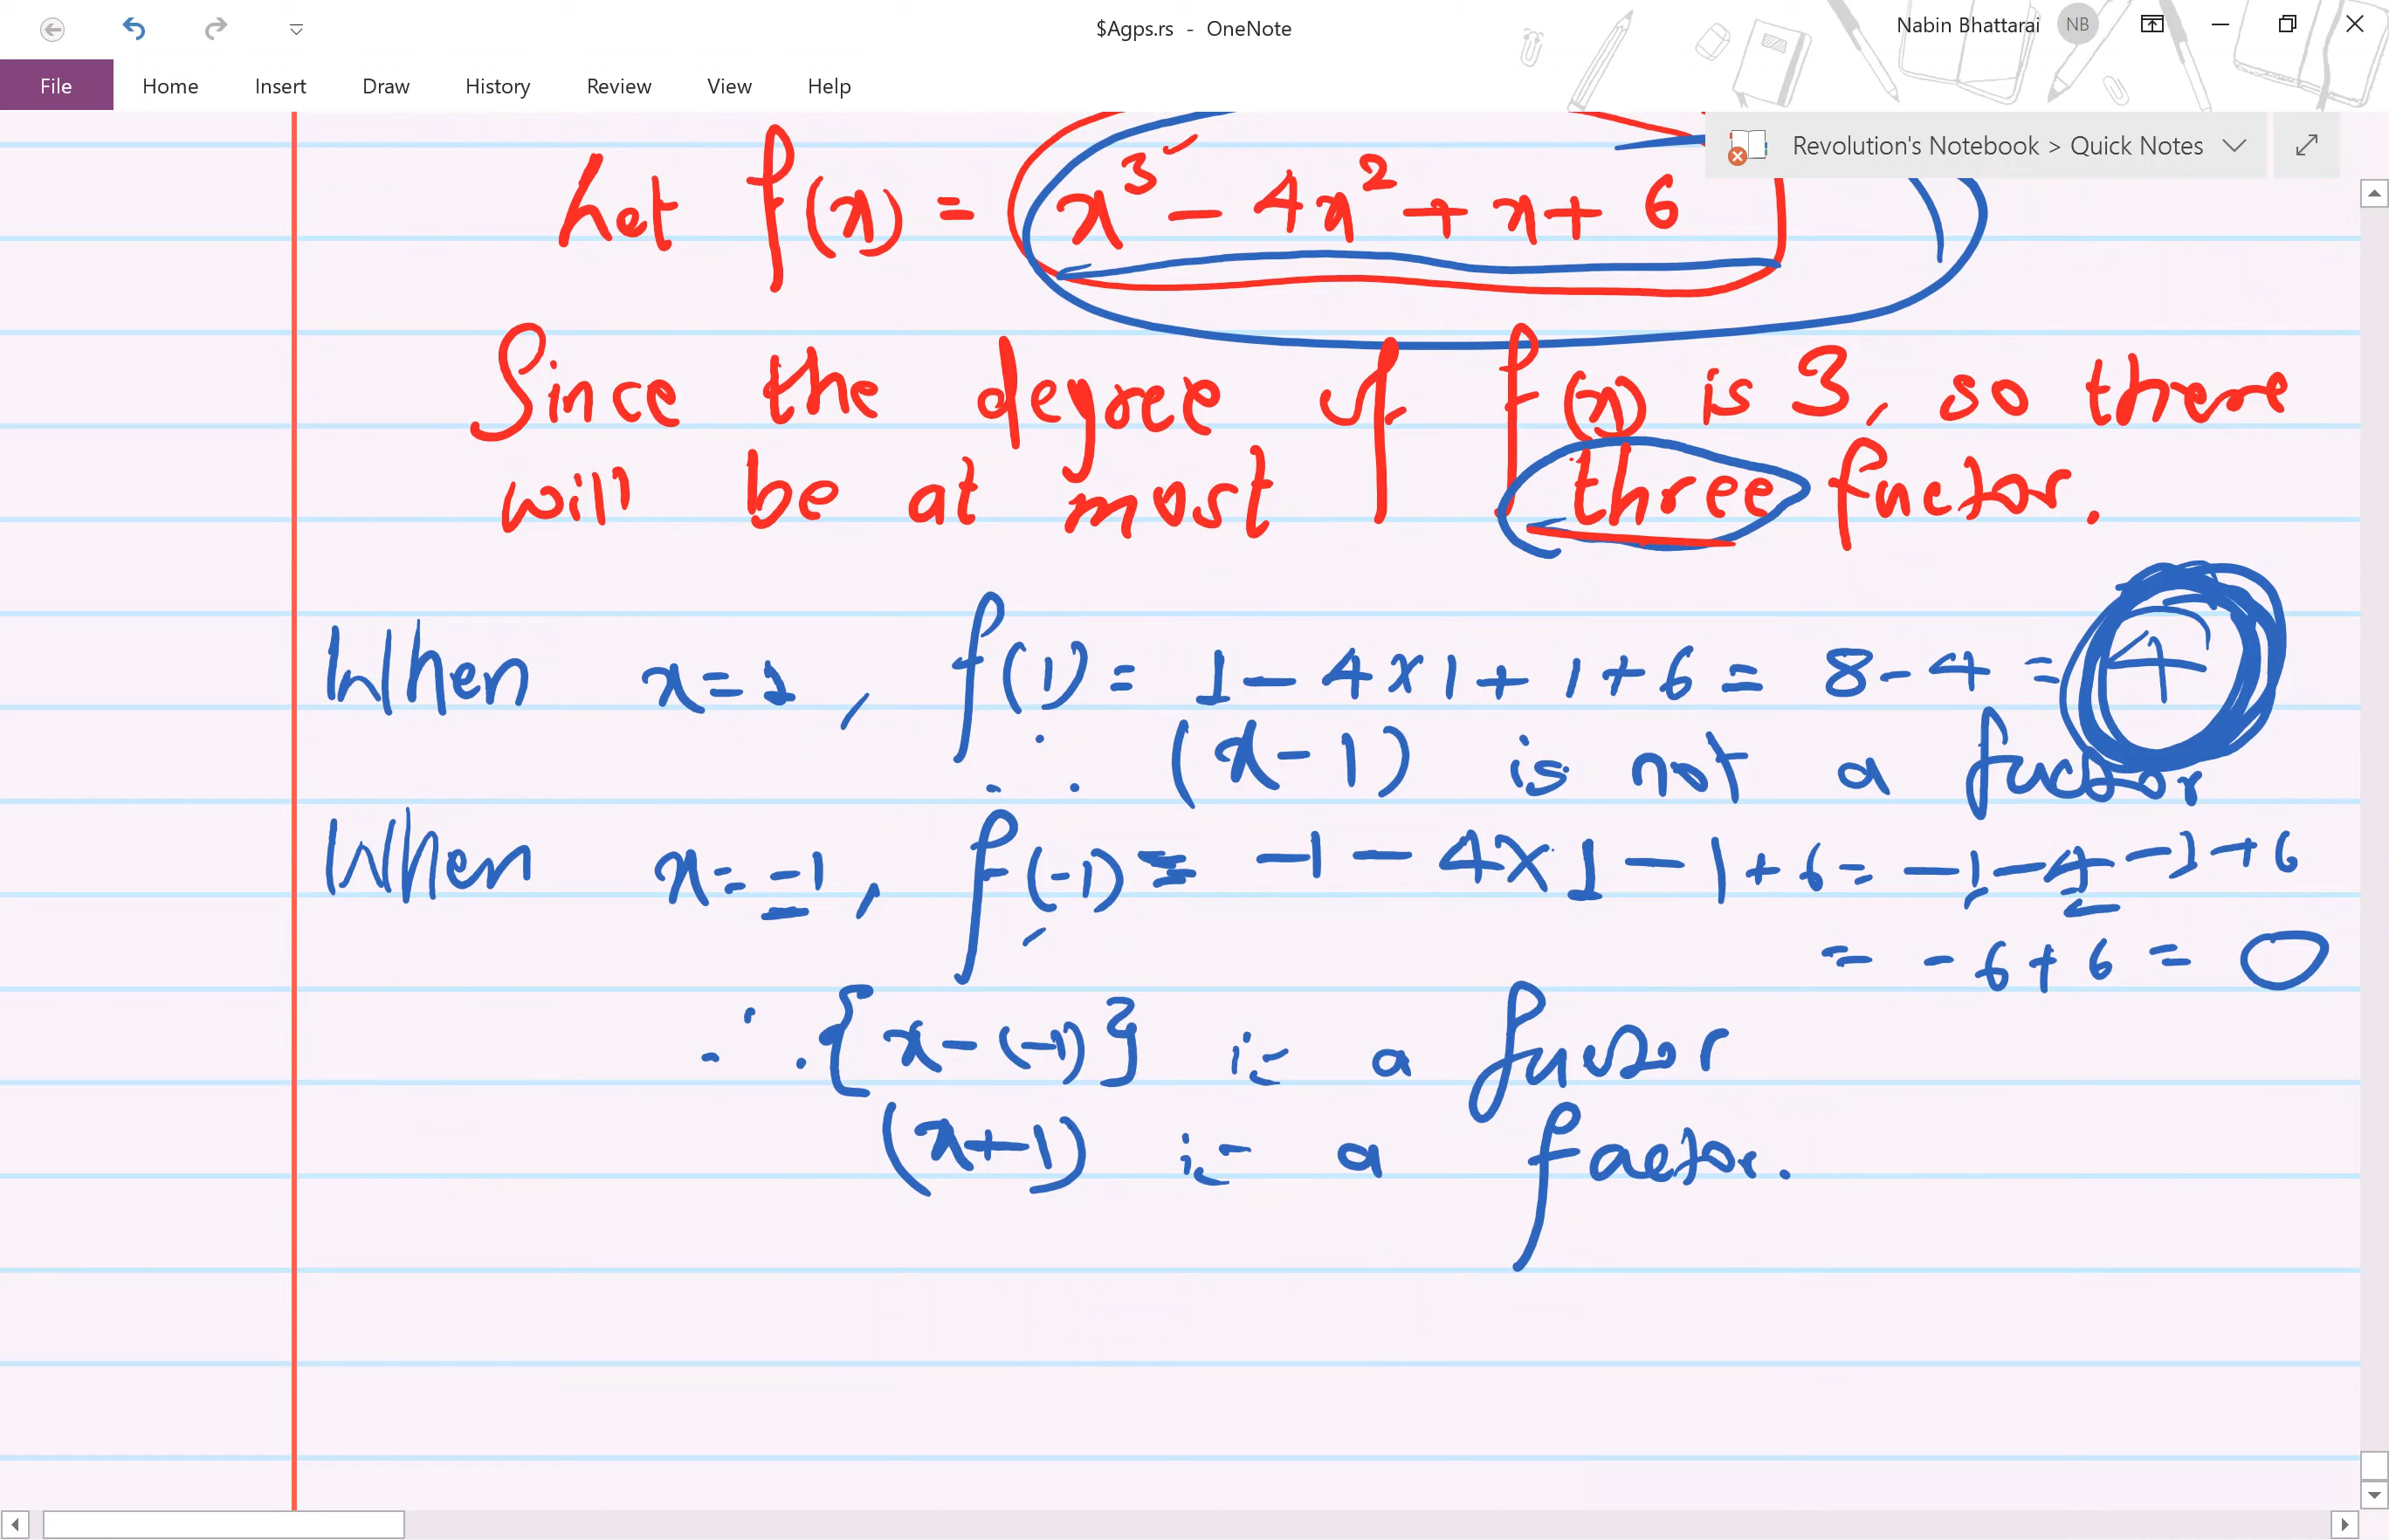 $Agps.rs - OneNote
Nabin Bhattarai NB
File Home Insert Draw History Review View Help
Revolution's Notebook > Quick Notes
Let f(x) = x³ - 4x² + x + 6
Since the degree of f(x) is 3, so there
will be at most three factor.
When x=1, f(1) = 1 - 4×1 + 1 + 6 = 8 - 4 = 4
∴ (x-1) is not a factor
When x = -1, f(-1) = -1 - 4×1 - 1 + 6 = -1 - 4 - 1 + 6
= -6 + 6 = 0
∴ {x-(-1)} is a factor
(x+1) is a factor.